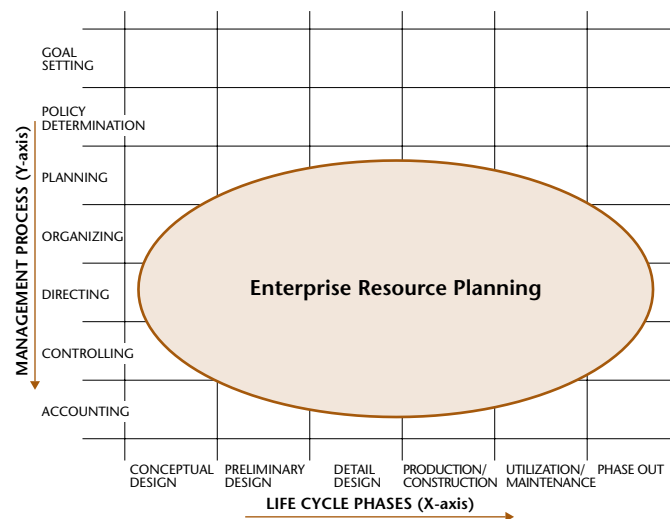 GOAL
SETTING
POLICY
DETERMINATION
PLANNING
ORGANIZING
DIRECTING
CONTROLLING
ACCOUNTING
MANAGEMENT PROCESS (Y-axis)
Enterprise Resource Planning
CONCEPTUAL
DESIGN
PRELIMINARY
DESIGN
DETAIL
DESIGN
PRODUCTION/
CONSTRUCTION
UTILIZATION/
MAINTENANCE
PHASE OUT
LIFE CYCLE PHASES (X-axis)